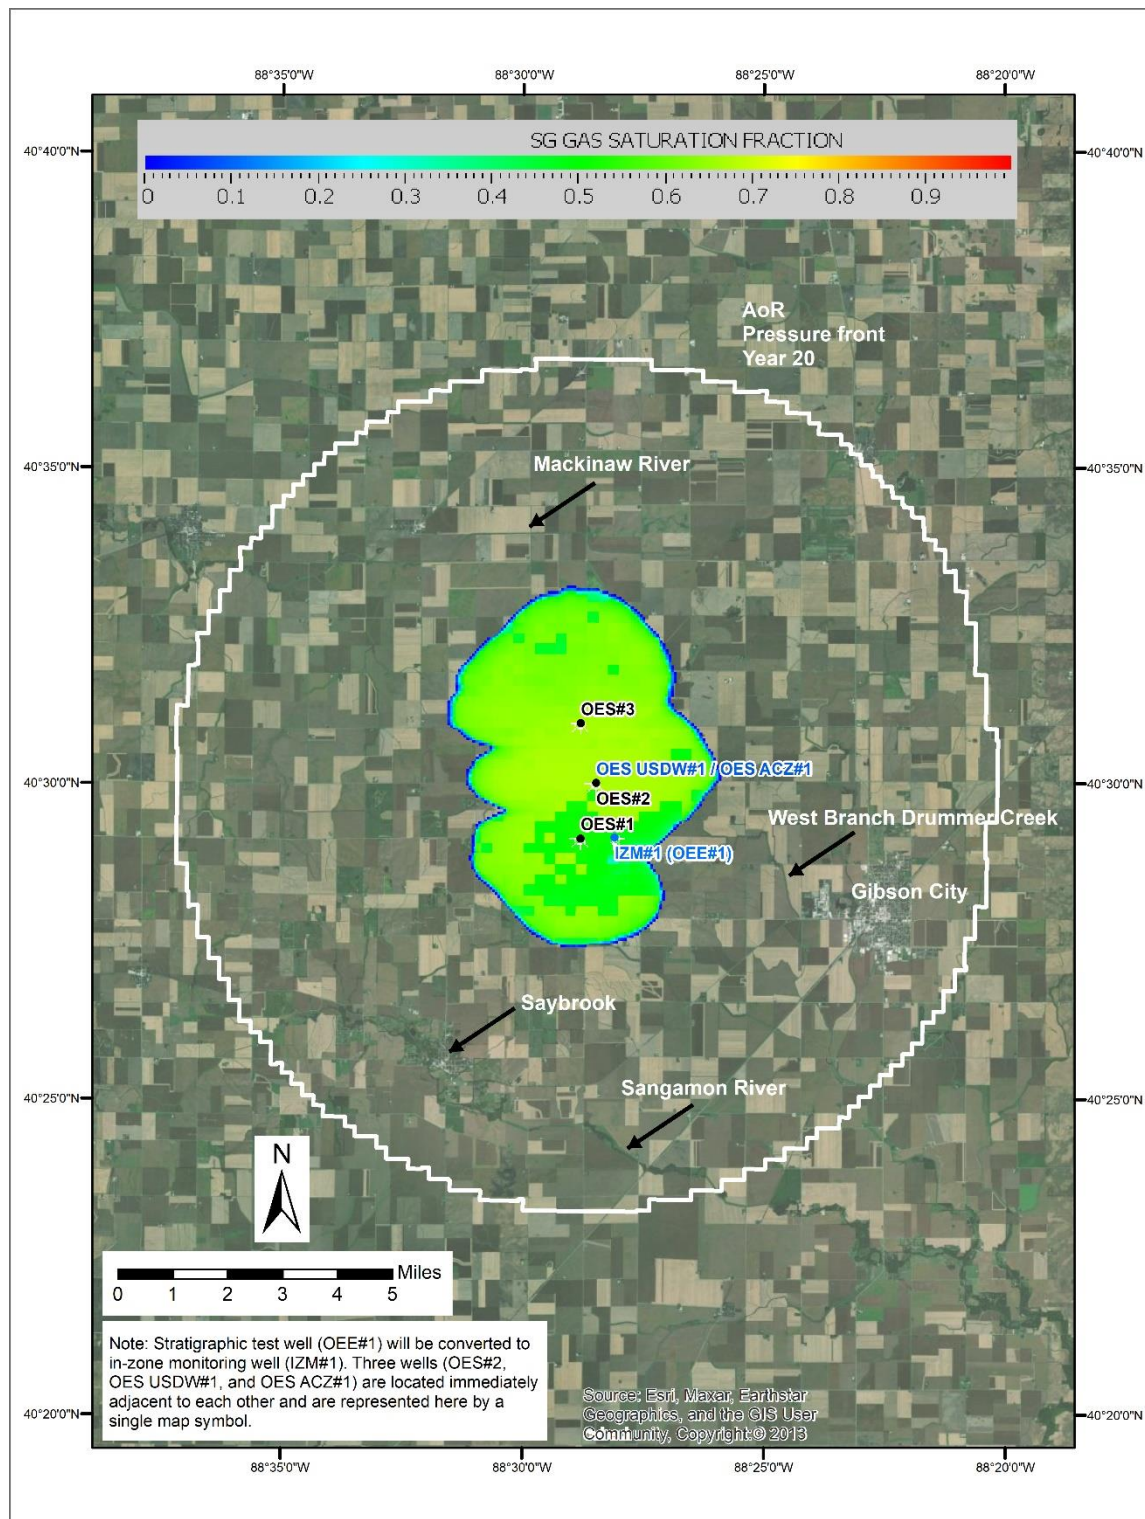 88°35'0"W
88°30'0"W
88°25'0"W
88°20'0"W
40°40'0"N
40°40'0"N
SG GAS SATURATION FRACTION
0
0.1
0.2
0.3
0.4
0.5
0.6
0.7
0.8
0.9
AoR
Pressure front
Year 20
40°35'0"N
40°35'0"N
Mackinaw River
OES#3
OES USDW#1 / OES ACZ#1
40°30'0"N
40°30'0"N
OES#2
OES#1
West Branch Drummer Creek
IZM#1 (OEE#1)
Gibson City
Saybrook
Sangamon River
40°25'0"N
40°25'0"N
N
Miles
0
1
2
3
4
5
Note: Stratigraphic test well (OEE#1) will be converted to
in-zone monitoring well (IZM#1). Three wells (OES#2,
OES USDW#1, and OES ACZ#1) are located immediately
adjacent to each other and are represented here by a
single map symbol.
Source: Esri, Maxar, Earthstar
Geographics, and the GIS User
Community, Copyright:© 2013
40°20'0"N
40°20'0"N
88°35'0"W
88°30'0"W
88°25'0"W
88°20'0"W